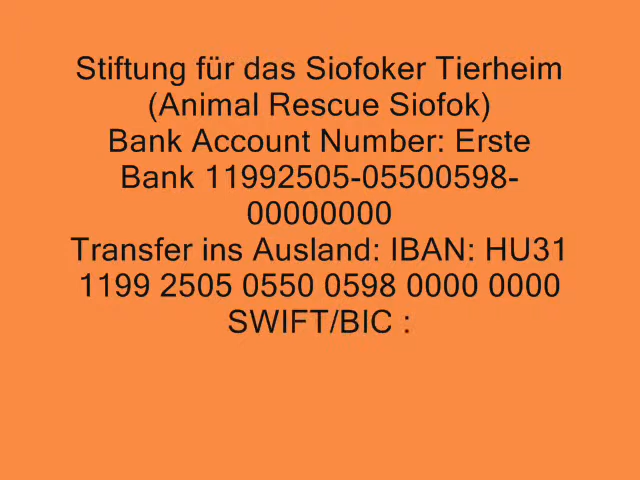 Stiftung für das Siofoker Tierheim
(Animal Rescue Siofok)
Bank Account Number: Erste
Bank 11992505-05500598-
00000000
Transfer ins Ausland: IBAN: HU31
1199 2505 0550 0598 0000 0000
SWIFT/BIC :